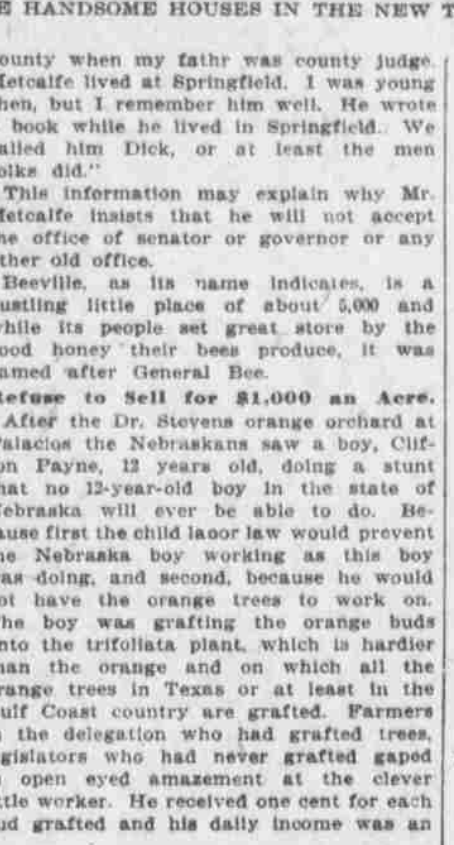 E HANDSOME HOUSES IN THE NEW T
ounty when my fathr was county judge.
Metcalfe lived at Springfield. I was young
hen, but I remember him well. He wrote
book while he lived in Springfield. We
alled him Dick, or at least the men
olks did."
This information may explain why Mr.
Metcalfe insists that he will not accept
he office of senator or governor or any
ther old office.
Beeville, as its name indicates, is a
ustling little place of about 5,000 and
while its people set great store by the
ood honey their bees produce, it was
amed after General Bee.
Refuse to Sell for $1,000 an Acre.
After the Dr. Stevens orange orchard at
Palacios the Nebraskans saw a boy, Clif-
on Payne, 12 years old, doing a stunt
hat no 12-year-old boy in the state of
Nebraska will ever be able to do. Be-
ause first the child laoor law would prevent
he Nebraska boy working as this boy
as doing, and second, because he would
ot have the orange trees to work on.
The boy was grafting the orange buds
nto the trifoliata plant, which is hardier
han the orange and on which all the
range trees in Texas or at least in the
Gulf Coast country are grafted. Farmers
n the delegation who had grafted trees,
egislators who had never grafted gaped
n open eyed amazement at the clever
ttle worker. He received one cent for each
ud grafted and his daily income was an